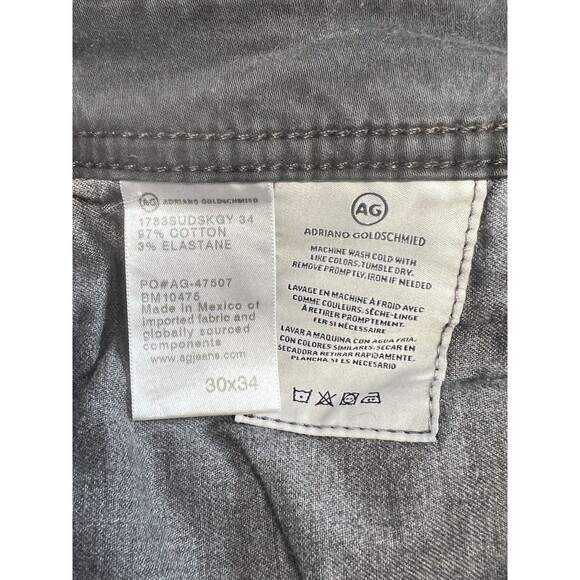 AG ADRIANO GOLDSCHMIED
1783SUDSKGY 34
97% COTTON
3% ELASTANE
PO#AG-47507
BM10475
Made in Mexico of
imported fabric and
globally sourced
components
www.agjeans.com
30x34
AG
ADRIANO GOLDSCHMIED
MACHINE WASH COLD WITH
LIKE COLORS. TUMBLE DRY.
REMOVE PROMPTLY. IRON IF NEEDED
LAVAGE EN MACHINE À FROID AVEC
COMME COULEURS. SÈCHE-LINGE
À RETIRER PROMPTEMENT.
FER SI NÉCESSAIRE
LAVAR A MAQUINA CON AGUA FRIA.
CON COLORES SIMILARES. SECAR EN
SECADORA RETIRAR RAPIDAMENTE.
PLANCHA SI ES NECESARIO